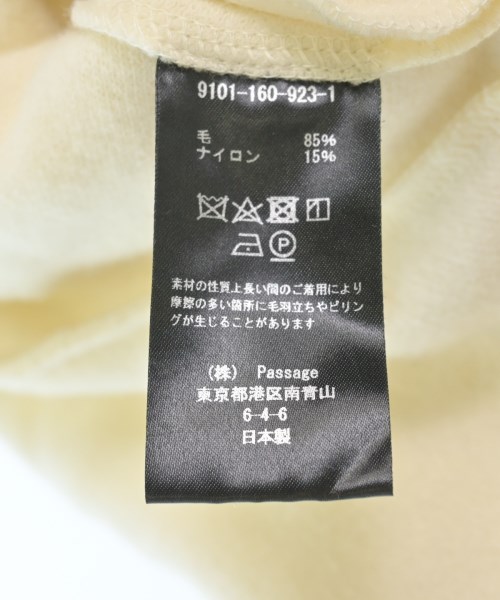 9101-160-923-1
毛 85%
ナイロン 15%
P
素材の性質上長い間のご着用により
摩擦の多い箇所に毛羽立ちやピリン
グが生じることがあります
(株) Passage
東京都港区南青山
6-4-6
日本製